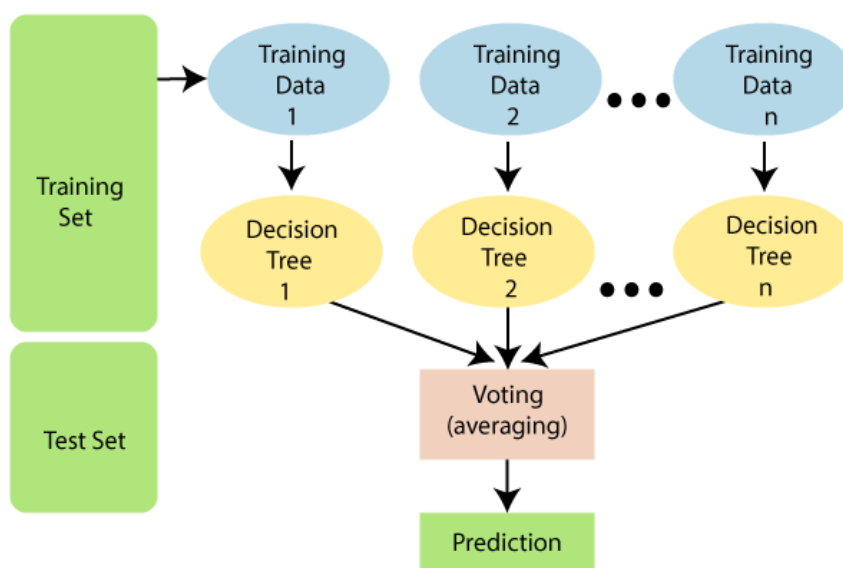 Training
Data
1
Training
Data
2
Training
Data
n
Training
Set
Decision
Tree
1
Decision
Tree
2
Decision
Tree
n
Voting
(averaging)
Test Set
Prediction